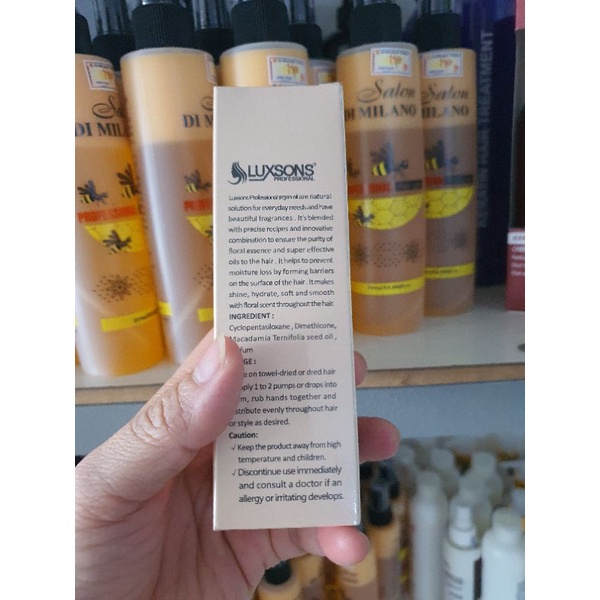 LUXSONS®
PROFESSIONAL
Luxsons Professional argan oil are natural
solution for everyday needs and have
beautiful fragrances . It's blended
with precise recipes and innovative
combination to ensure the purity of
floral essence and super effective
oils to the hair . It helps to prevent
moisture loss by forming barriers
on the surface of the hair . It makes
shine, hydrate, soft and smooth
with floral scent throughout the hair.
INGREDIENT :
Cyclopentasiloxane , Dimethicone,
Macadamia Ternifolia seed oil ,
on towel-dried or dred hair
1 to 2 pumps or drops into
rub hands together and
distribute evenly throughout hair
or style as desired.
Caution:
✓ Keep the product away from high
temperature and children.
✓ Discontinue use immediately
and consult a doctor if an
allergy or irritating develops.
Salon
DI MILANO
Salon
MILANO
DI MILA
PROFESSIONAL
TREATMENT